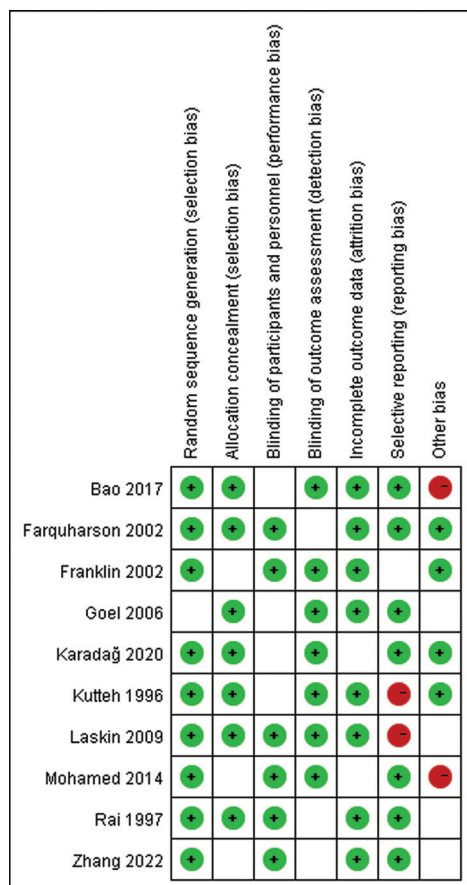 Random sequence generation (selection bias)
Allocation concealment (selection bias)
Blinding of participants and personnel (performance bias)
Blinding of outcome assessment (detection bias)
Incomplete outcome data (attrition bias)
Selective reporting (reporting bias)
Other bias
Bao 2017 + + + + + -
Farquharson 2002 + + + + + +
Franklin 2002 + + + + +
Goel 2006 + + + +
Karadağ 2020 + + + + +
Kutteh 1996 + + + + - +
Laskin 2009 + + + + + -
Mohamed 2014 + + + + -
Rai 1997 + + + + +
Zhang 2022 + + + +